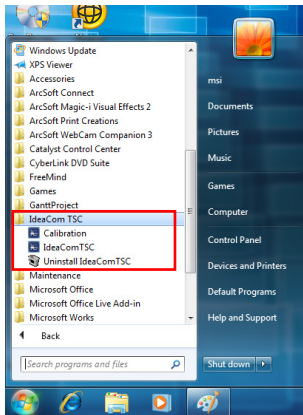 Windows Update
XPS Viewer
Accessories
ArcSoft Connect
ArcSoft Magic-i Visual Effects 2
ArcSoft Print Creations
ArcSoft WebCam Companion 3
Catalyst Control Center
CyberLink DVD Suite
FreeMind
Games
GanttProject
IdeaCom TSC
Calibration
IdeaComTSC
Uninstall IdeaComTSC
Maintenance
Microsoft Office
Microsoft Office Live Add-in
Microsoft Works
Back
Search programs and files
msi
Documents
Pictures
Music
Games
Computer
Control Panel
Devices and Printers
Default Programs
Help and Support
Shut down